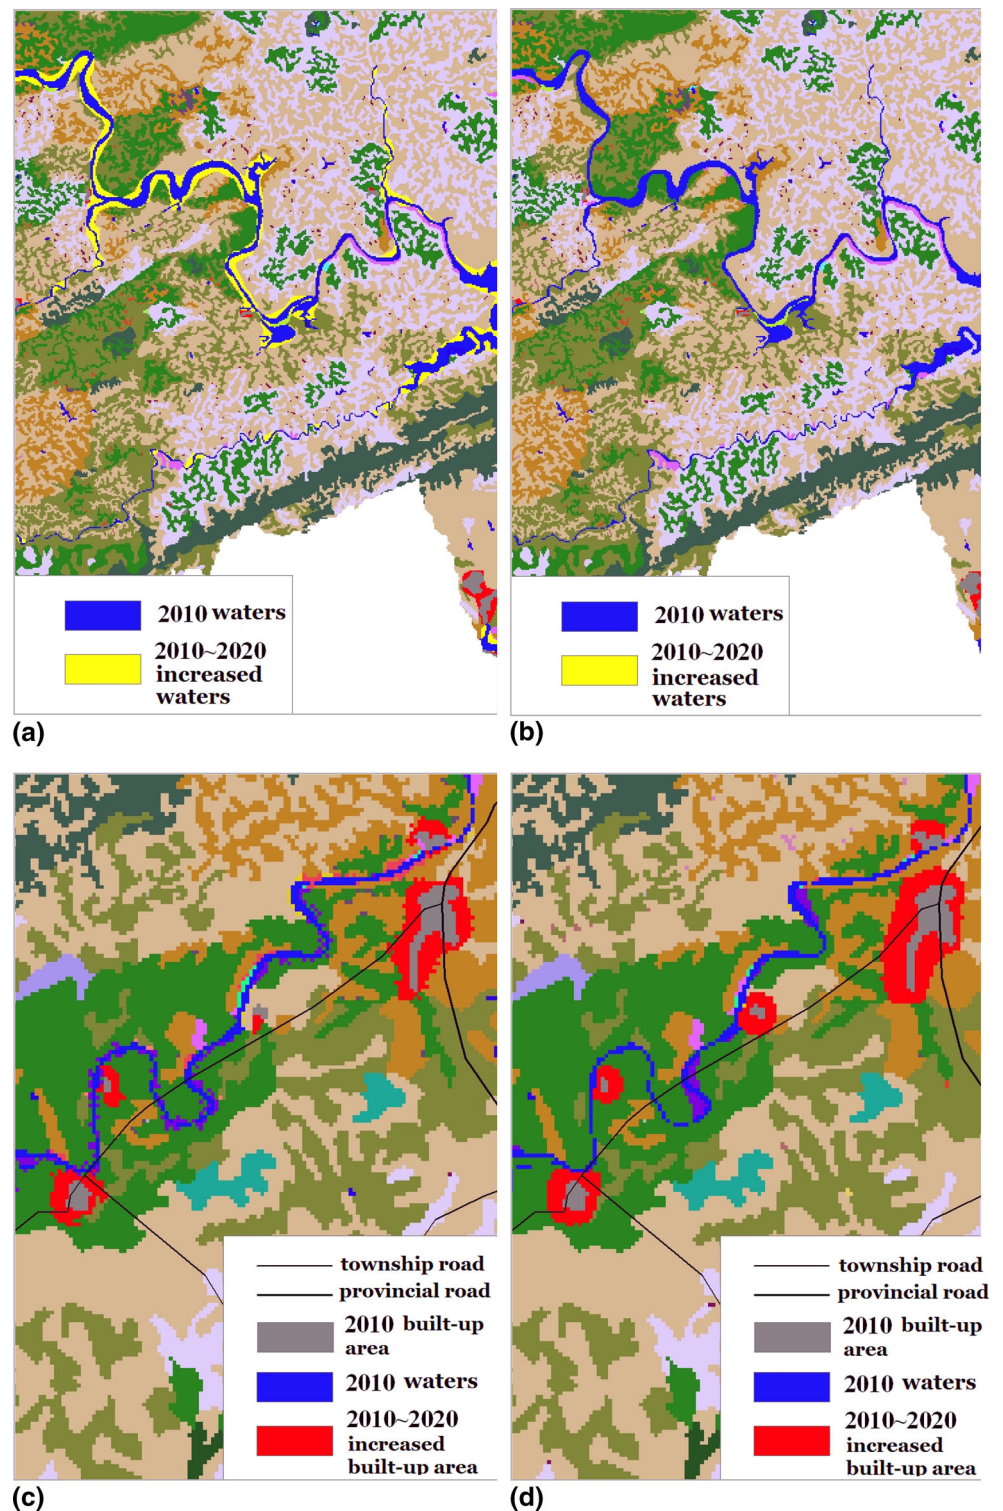 2010 waters
2010~2020
increased
waters
(a)
2010 waters
2010~2020
increased
waters
(b)
township road
provincial road
2010 built-up
area
2010 waters
2010~2020
increased
built-up area
(c)
township road
provincial road
2010 built-up
area
2010 waters
2010~2020
increased
built-up area
(d)